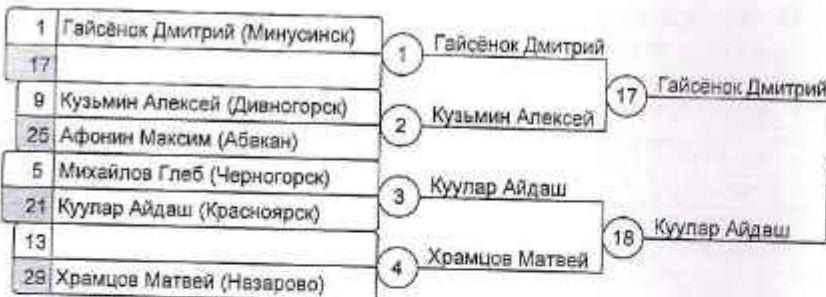 1 Гайсёнок Дмитрий (Минусинск)
17
9 Кузьмин Алексей (Дивногорск)
25 Афонин Максим (Абакан)
5 Михайлов Глеб (Черногорск)
21 Куулар Айдаш (Красноярск)
13
29 Храмцов Матвей (Назарово)
1 Гайсёнок Дмитрий
2 Кузьмин Алексей
3 Куулар Айдаш
4 Храмцов Матвей
17 Гайсёнок Дмитрий
18 Куулар Айдаш